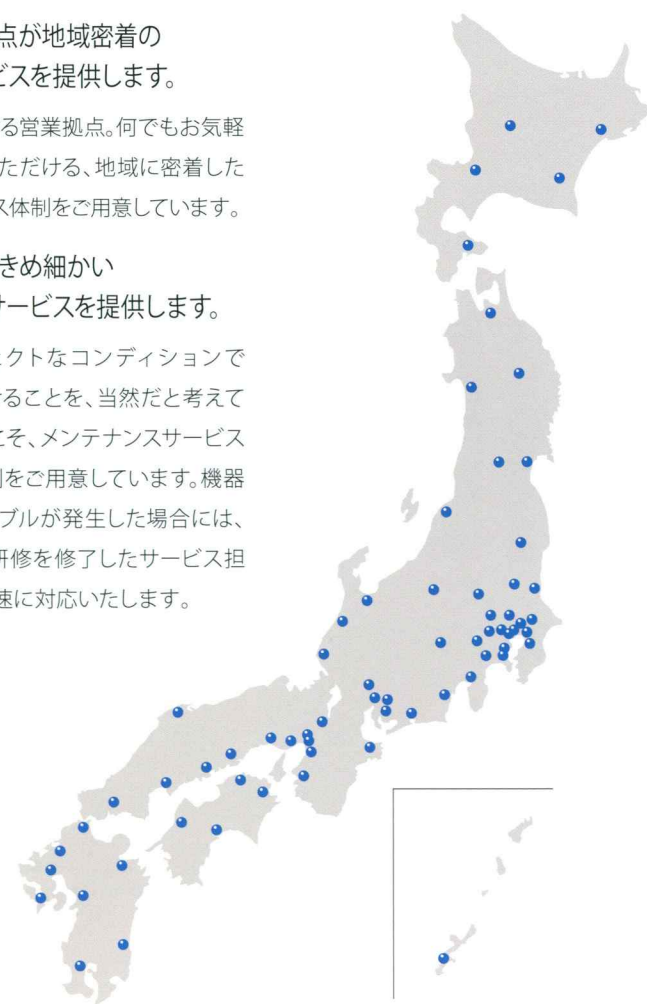 点が地域密着の
ビスを提供します。
る営業拠点。何でもお気軽
ただける、地域に密着した
ス体制をご用意しています。
きめ細かい
サービスを提供します。
ェクトなコンディションで
けることを、当然だと考えて
こそ、メンテナンスサービス
制をご用意しています。機器
ブルが発生した場合には、
研修を修了したサービス担
速に対応いたします。